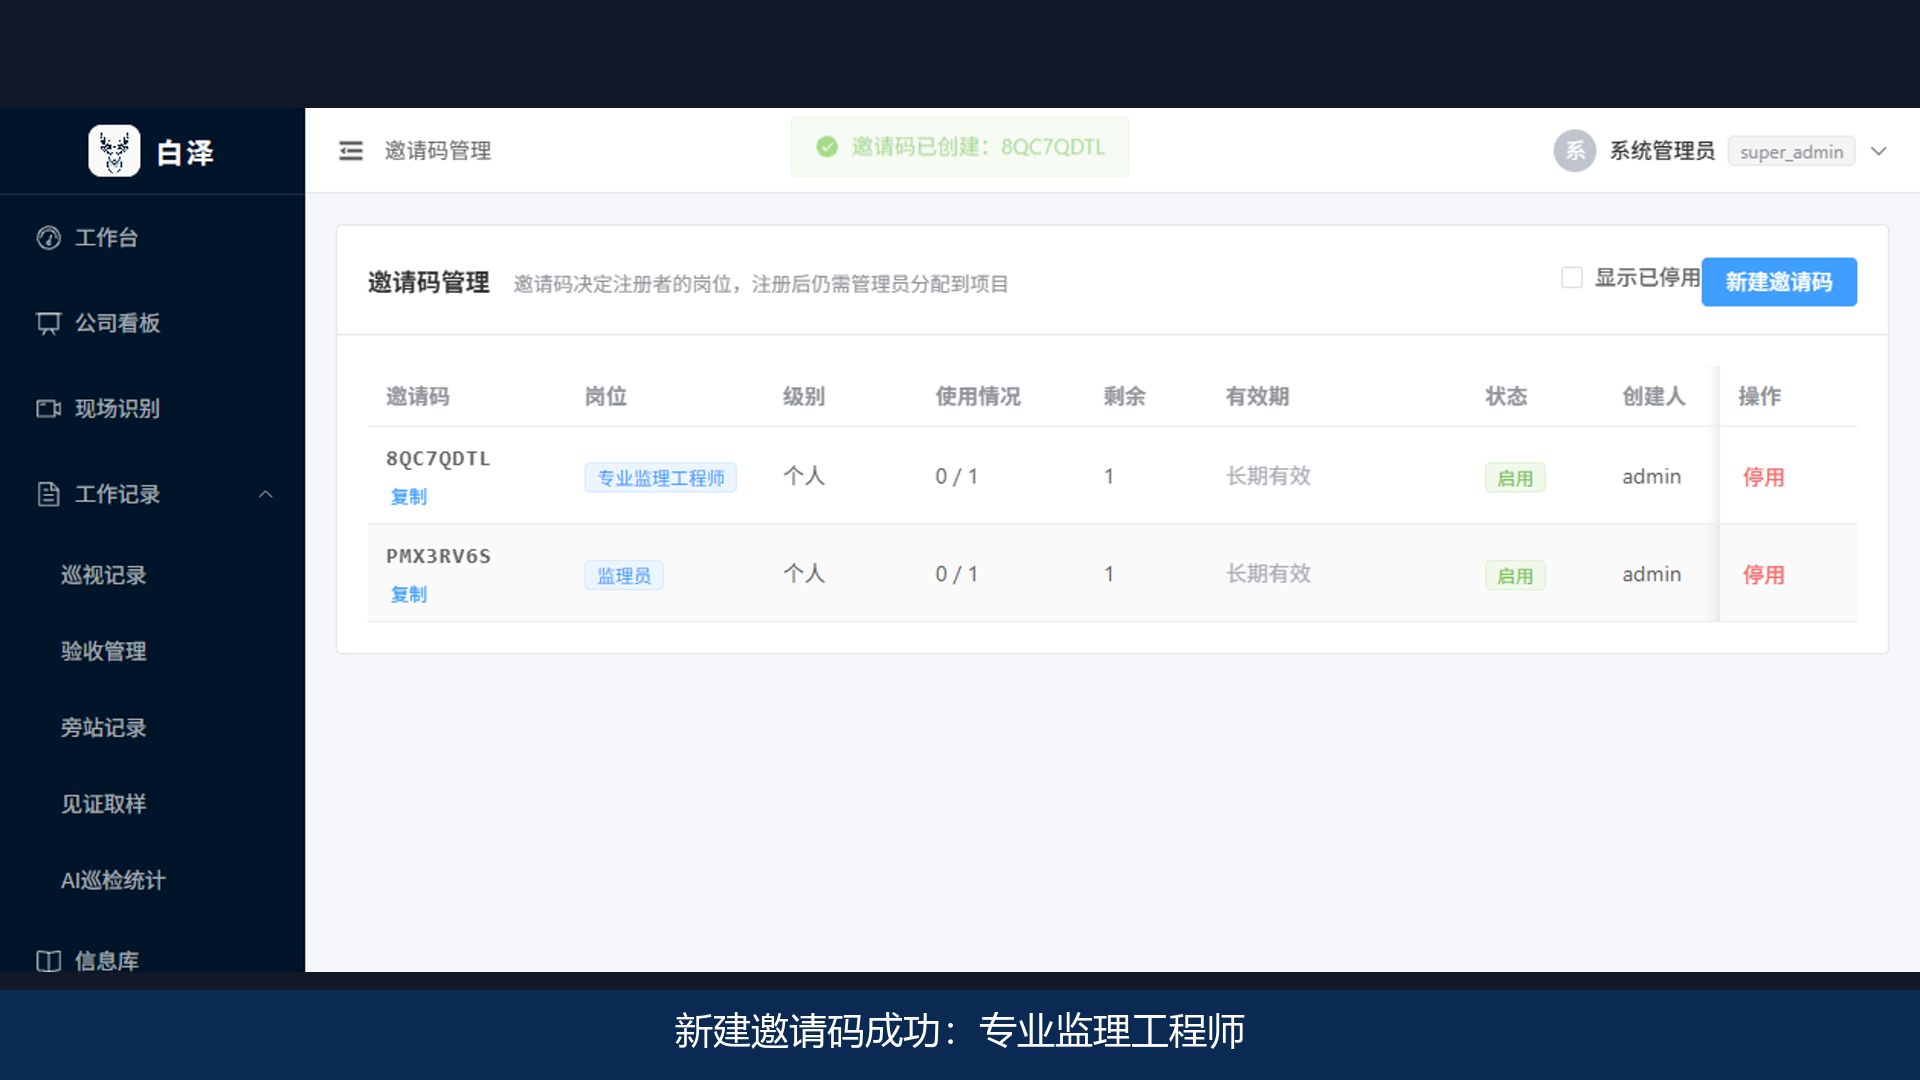 白泽
邀请码管理
邀请码已创建：8QC7QDTL
系
系统管理员
super_admin
工作台
公司看板
现场识别
工作记录
巡视记录
验收管理
旁站记录
见证取样
AI巡检统计
信息库
邀请码管理 邀请码决定注册者的岗位，注册后仍需管理员分配到项目
显示已停用 新建邀请码
邀请码 岗位 级别 使用情况 剩余 有效期 状态 创建人 操作
8QC7QDTL
复制
专业监理工程师 个人 0 / 1 1 长期有效 启用 admin 停用
PMX3RV6S
复制
监理员 个人 0 / 1 1 长期有效 启用 admin 停用
新建邀请码成功：专业监理工程师